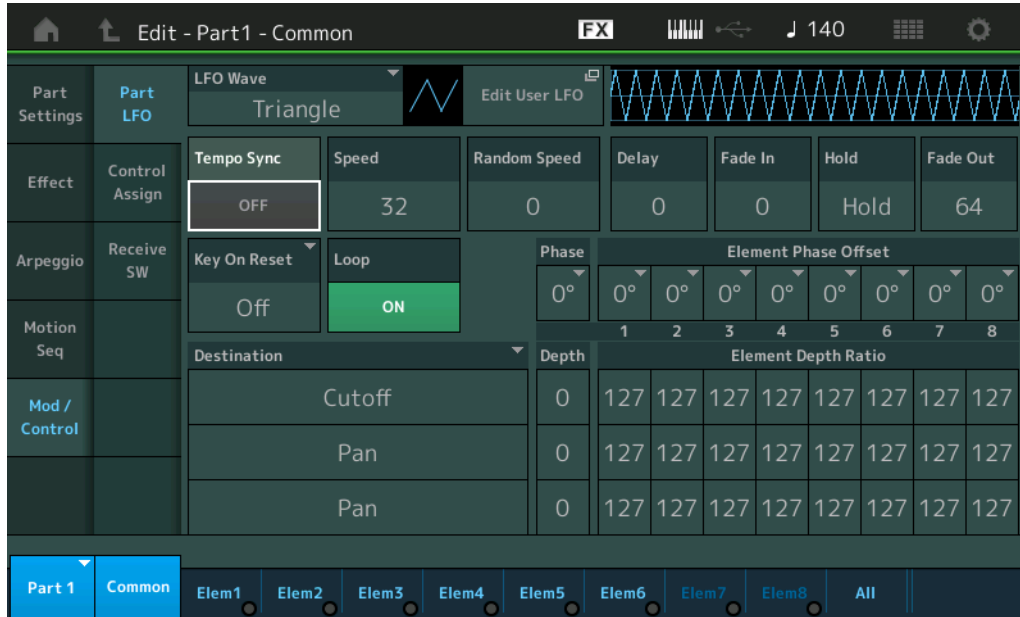 Edit - Part1 - Common
FX
140
Part
Settings
Part
LFO
LFO Wave
Triangle
Edit User LFO
Effect
Control
Assign
Tempo Sync
OFF
Speed
32
Random Speed
0
Delay
0
Fade In
0
Hold
Hold
Fade Out
64
Arpeggio
Receive
SW
Key On Reset
Off
Loop
ON
Phase
0°
Element Phase Offset
0° 0° 0° 0° 0° 0° 0° 0°
1 2 3 4 5 6 7 8
Motion
Seq
Mod /
Control
Destination
Depth
Element Depth Ratio
Cutoff 0 127 127 127 127 127 127 127 127
Pan 0 127 127 127 127 127 127 127 127
Pan 0 127 127 127 127 127 127 127 127
Part 1 Common Elem1 Elem2 Elem3 Elem4 Elem5 Elem6 Elem7 Elem8 All